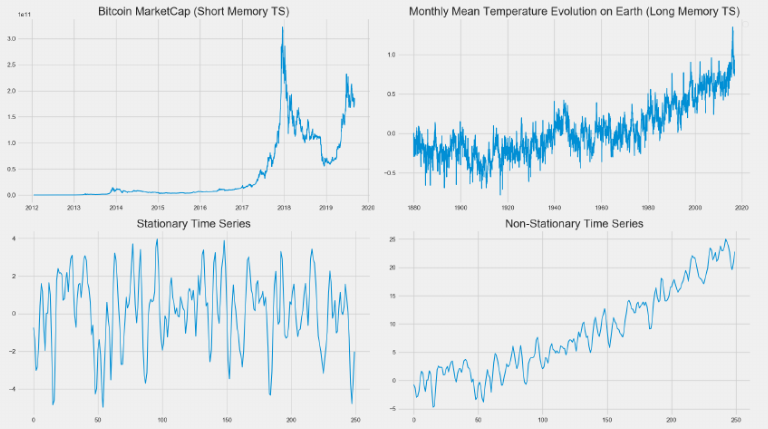 Bitcoin MarketCap (Short Memory TS)
1e11
3.0
2.5
2.0
1.5
1.0
0.5
0.0
2012 2013 2014 2015 2016 2017 2018 2019 2020
Monthly Mean Temperature Evolution on Earth (Long Memory TS)
1.0
0.5
0.0
−0.5
1880 1900 1920 1940 1960 1980 2000 2020
Stationary Time Series
4
2
0
−2
−4
0 50 100 150 200 250
Non-Stationary Time Series
25
20
15
10
5
0
−5
0 50 100 150 200 250